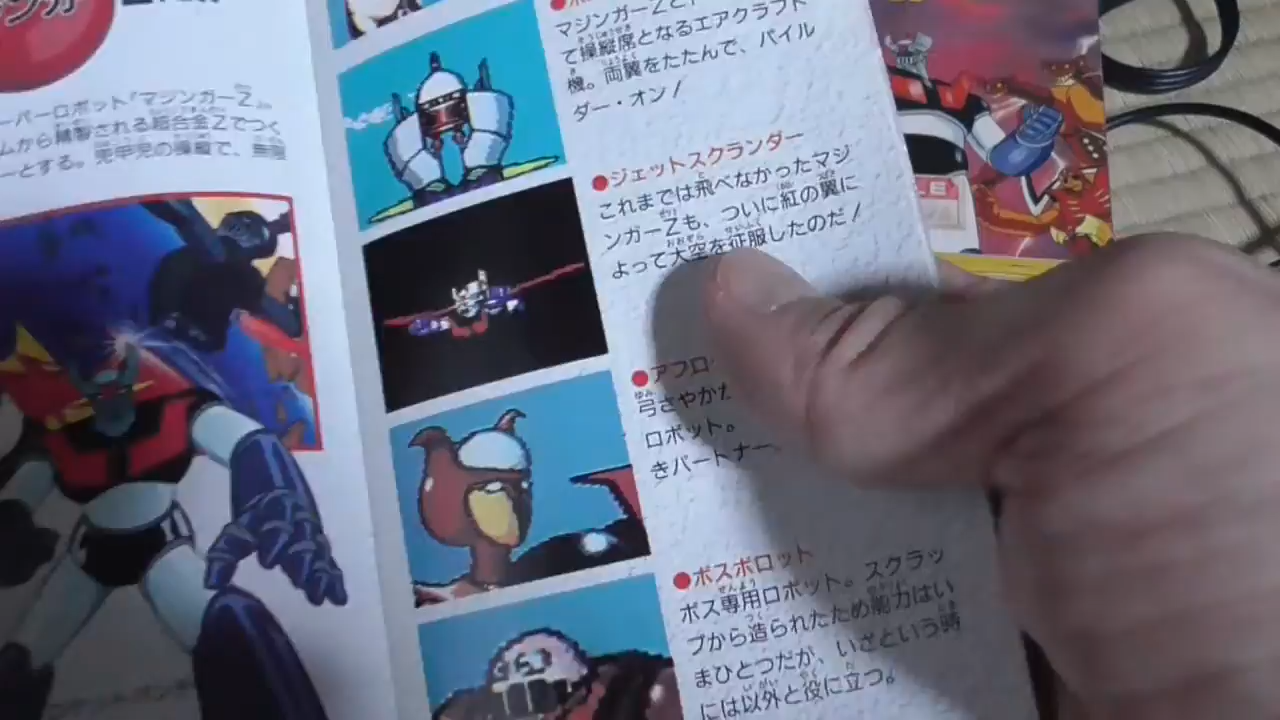 ーパーロボット「マジンガーZ」。
ムから精製される超合金Zでつく
ーとする。兜甲児の操縦で、無限
マジンガーZと
て操縦席となるエアクラフト
機。両翼をたたんで、パイル
ダー・オン!
●ジェットスクランダー
これまでは飛べなかったマジ
ンガーZも、ついに紅の翼に
よって大空を征服したのだ!
●アフロ
弓さやかた
ロボット。
きパートナー。
●ボスボロット
ボス専用ロボット。スクラッ
プから造られたため能力はい
まひとつだが、いざという時
には以外と役に立つ。